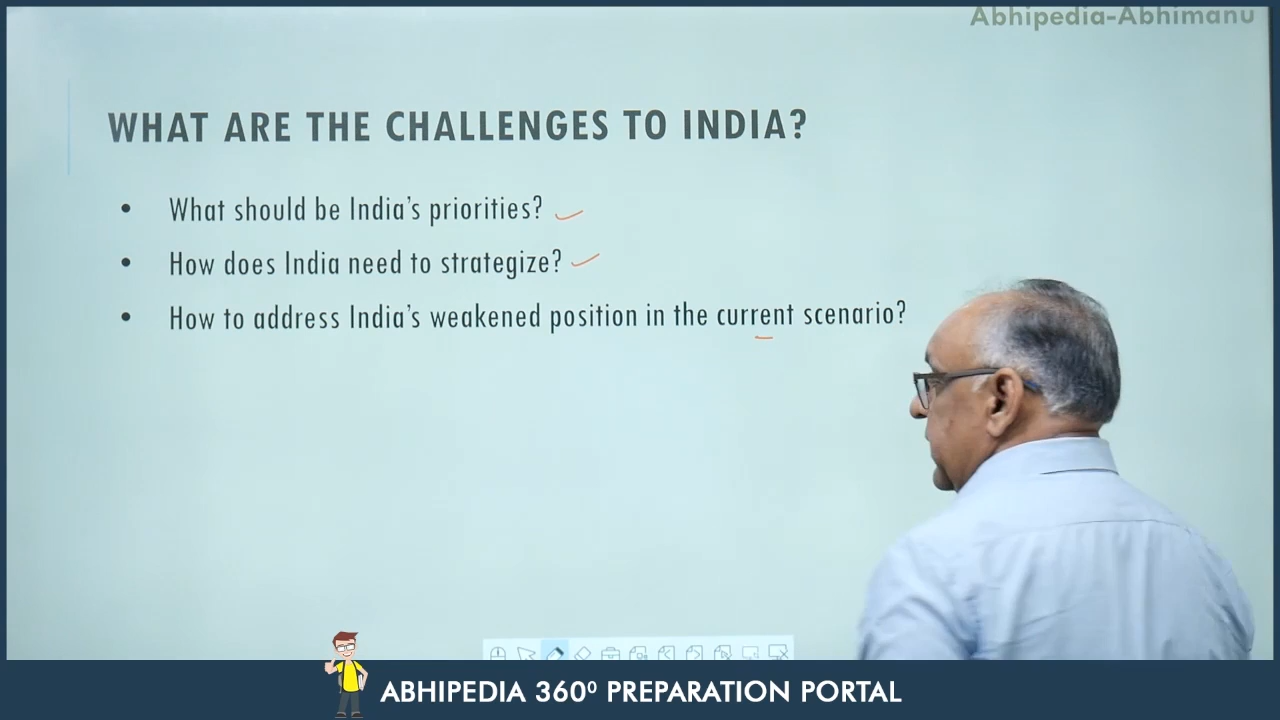 Abhipedia-Abhimanu
WHAT ARE THE CHALLENGES TO INDIA?
• What should be India's priorities?
• How does India need to strategize?
• How to address India's weakened position in the current scenario?
ABHIPEDIA 360⁰ PREPARATION PORTAL